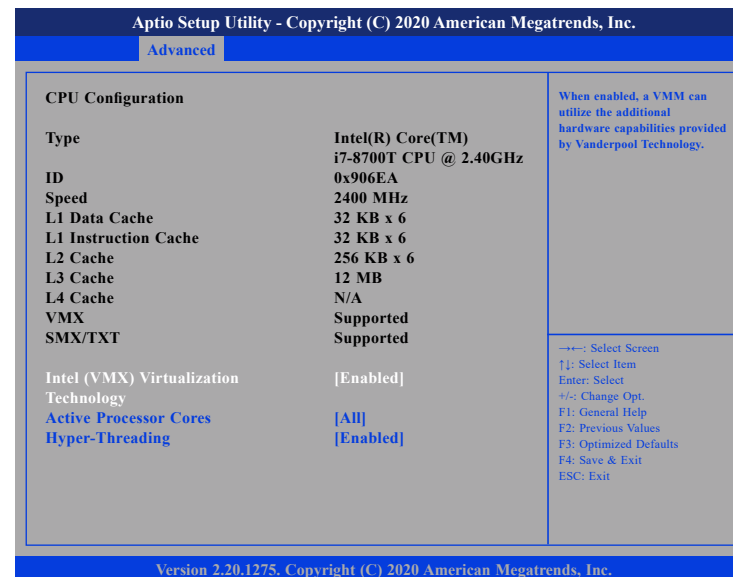 Aptio Setup Utility - Copyright (C) 2020 American Megatrends, Inc.
Advanced
CPU Configuration
Type Intel(R) Core(TM)
i7-8700T CPU @ 2.40GHz
ID 0x906EA
Speed 2400 MHz
L1 Data Cache 32 KB x 6
L1 Instruction Cache 32 KB x 6
L2 Cache 256 KB x 6
L3 Cache 12 MB
L4 Cache N/A
VMX Supported
SMX/TXT Supported
Intel (VMX) Virtualization [Enabled]
Technology
Active Processor Cores [All]
Hyper-Threading [Enabled]
When enabled, a VMM can
utilize the additional
hardware capabilities provided
by Vanderpool Technology.
→←: Select Screen
↑↓: Select Item
Enter: Select
+/-: Change Opt.
F1: General Help
F2: Previous Values
F3: Optimized Defaults
F4: Save & Exit
ESC: Exit
Version 2.20.1275. Copyright (C) 2020 American Megatrends, Inc.